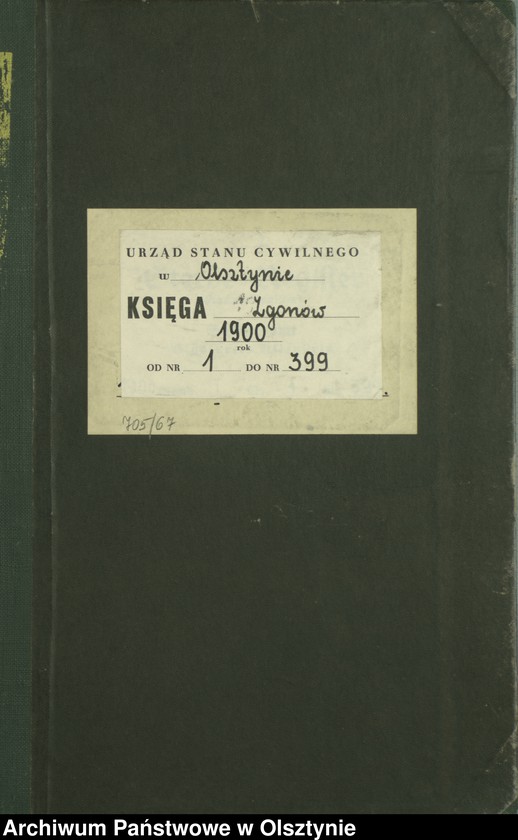 URZĄD STANU CYWILNEGO
w Olsztynie
KSIĘGA Zgonów
1900
rok
OD NR 1 DO NR 399
705/67
Archiwum Państwowe w Olsztynie